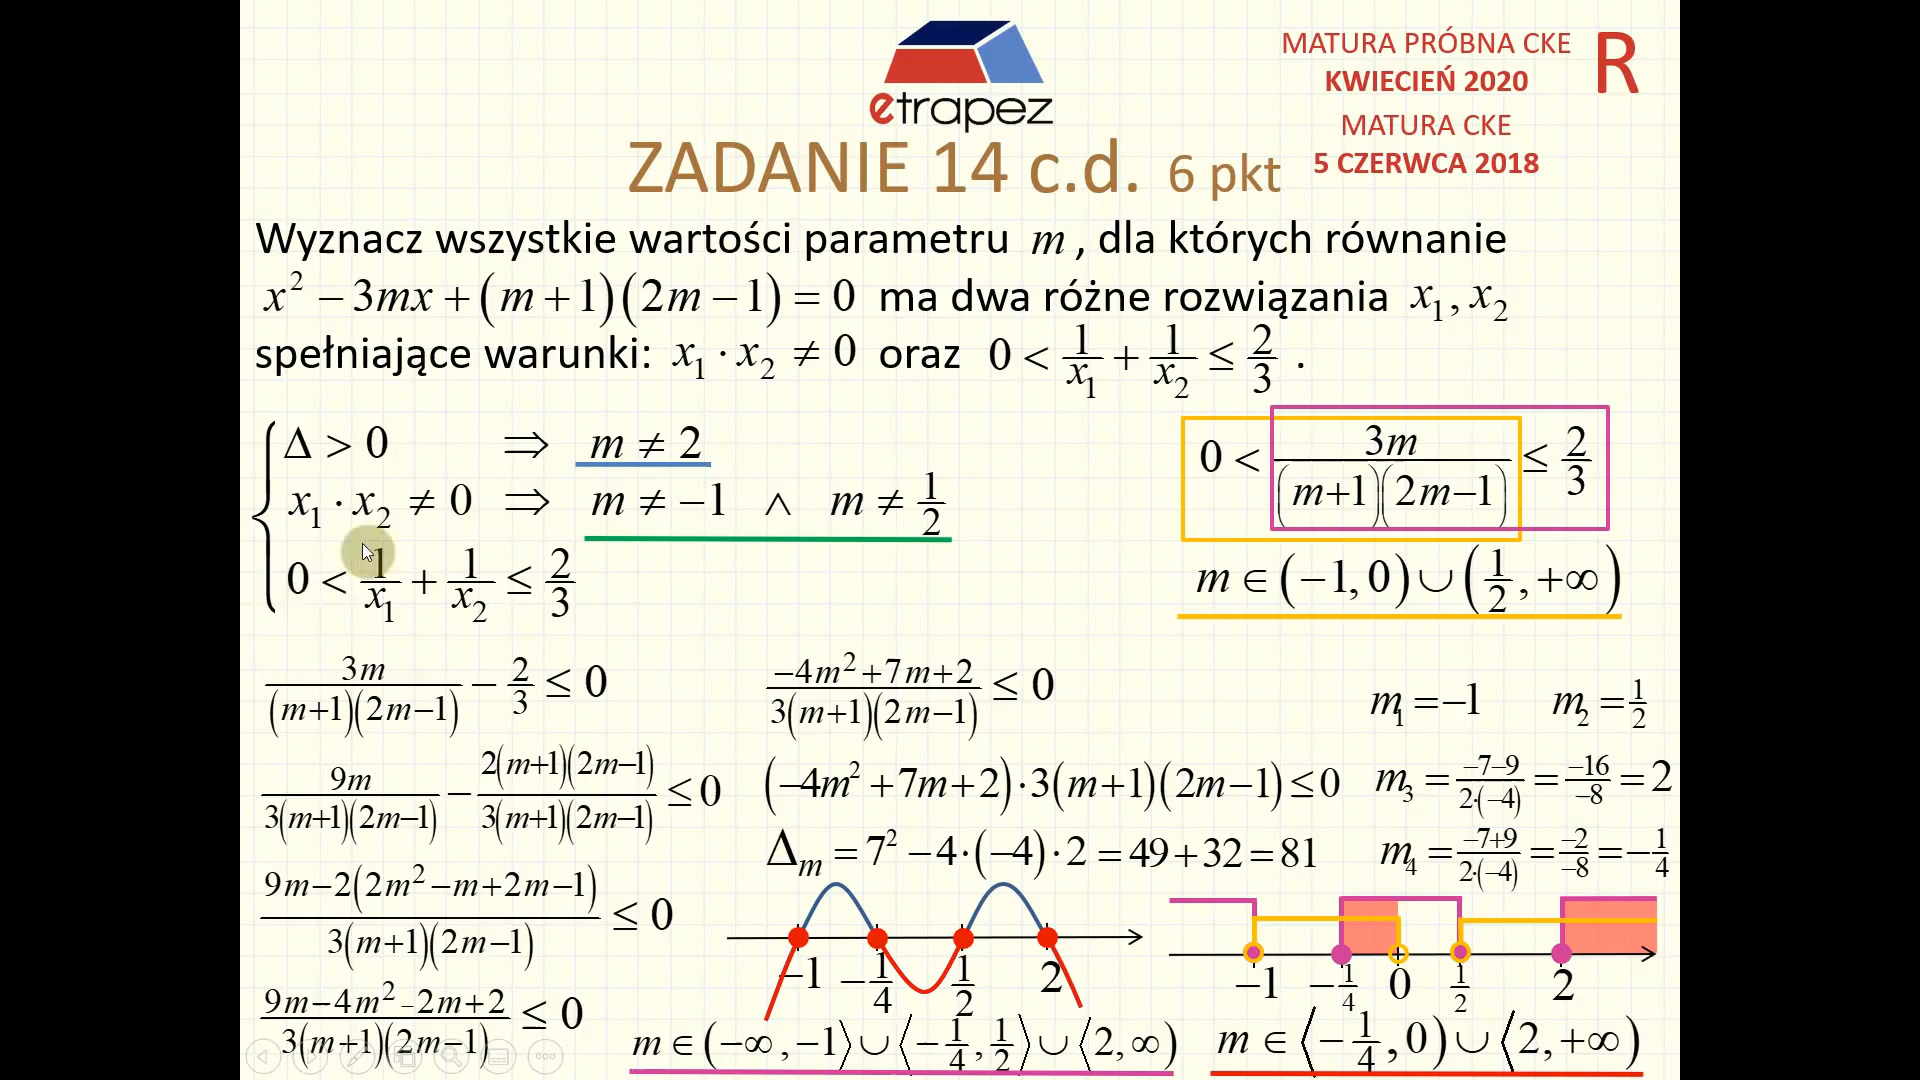 etrapez
MATURA PRÓBNA CKE
KWIECIEŃ 2020
R
MATURA CKE
5 CZERWCA 2018
ZADANIE 14 c.d. 6 pkt
Wyznacz wszystkie wartości parametru m , dla których równanie
x² − 3mx + (m + 1)(2m − 1) = 0 ma dwa różne rozwiązania x₁, x₂
spełniające warunki: x₁ · x₂ ≠ 0 oraz 0 < 1/x₁ + 1/x₂ ≤ 2/3 .
Δ > 0 ⇒ m ≠ 2
x₁ · x₂ ≠ 0 ⇒ m ≠ −1 ∧ m ≠ 1/2
0 < 1/x₁ + 1/x₂ ≤ 2/3
0 < 3m/((m+1)(2m−1)) ≤ 2/3
m ∈ (−1, 0) ∪ (1/2, +∞)
3m/((m+1)(2m−1)) − 2/3 ≤ 0
9m/(3(m+1)(2m−1)) − 2(m+1)(2m−1)/(3(m+1)(2m−1)) ≤ 0
(9m−2(2m²−m+2m−1))/(3(m+1)(2m−1)) ≤ 0
(9m−4m²−2m+2)/(3(m+1)(2m−1)) ≤ 0
(−4m²+7m+2)/(3(m+1)(2m−1)) ≤ 0
(−4m² + 7m + 2)·3(m+1)(2m−1) ≤ 0
Δₘ = 7² − 4·(−4)·2 = 49 + 32 = 81
m₁ = −1 m₂ = 1/2
m₃ = (−7−9)/(2·(−4)) = −16/−8 = 2
m₄ = (−7+9)/(2·(−4)) = −2/−8 = −1/4
−1 −1/4 1/2 2
m ∈ (−∞, −1⟩ ∪ ⟨−1/4, 1/2⟩ ∪ ⟨2, ∞)
−1 −1/4 0 1/2 2
m ∈ ⟨−1/4, 0) ∪ ⟨2, +∞)